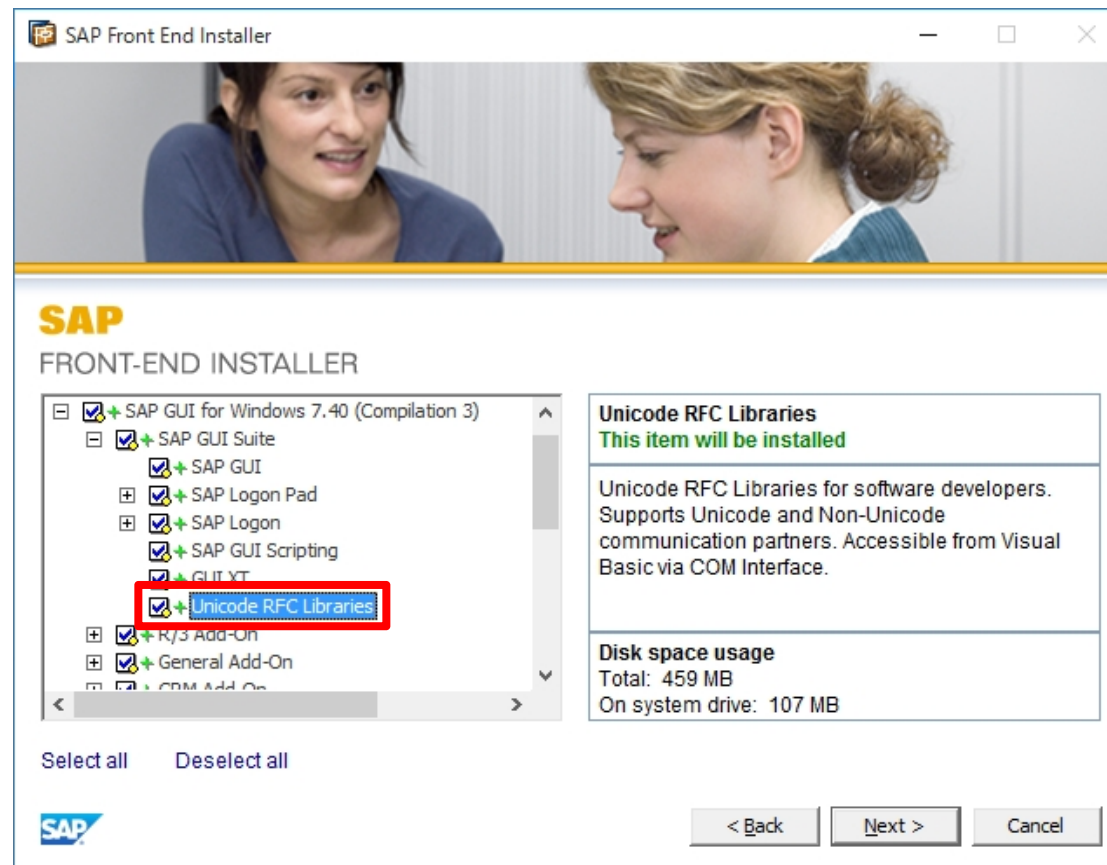 SAP Front End Installer
SAP
FRONT-END INSTALLER
SAP GUI for Windows 7.40 (Compilation 3)
SAP GUI Suite
SAP GUI
SAP Logon Pad
SAP Logon
SAP GUI Scripting
GUI XT
Unicode RFC Libraries
R/3 Add-On
General Add-On
CRM Add-On
Unicode RFC Libraries
This item will be installed
Unicode RFC Libraries for software developers.
Supports Unicode and Non-Unicode
communication partners. Accessible from Visual
Basic via COM Interface.
Disk space usage
Total: 459 MB
On system drive: 107 MB
Select all Deselect all
SAP
< Back Next > Cancel